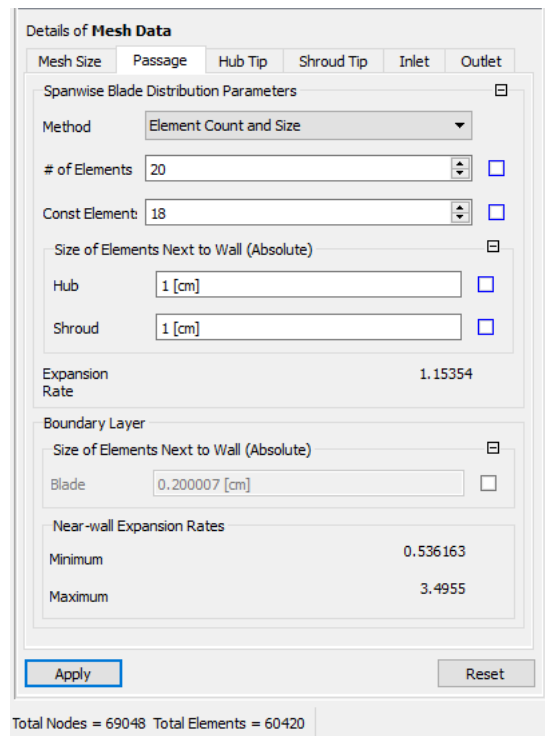 Details of Mesh Data
Mesh Size Passage Hub Tip Shroud Tip Inlet Outlet
Spanwise Blade Distribution Parameters
Method Element Count and Size
# of Elements 20
Const Element: 18
Size of Elements Next to Wall (Absolute)
Hub 1 [cm]
Shroud 1 [cm]
Expansion 1.15354
Rate
Boundary Layer
Size of Elements Next to Wall (Absolute)
Blade 0.200007 [cm]
Near-wall Expansion Rates
Minimum 0.536163
Maximum 3.4955
Apply Reset
Total Nodes = 69048 Total Elements = 60420